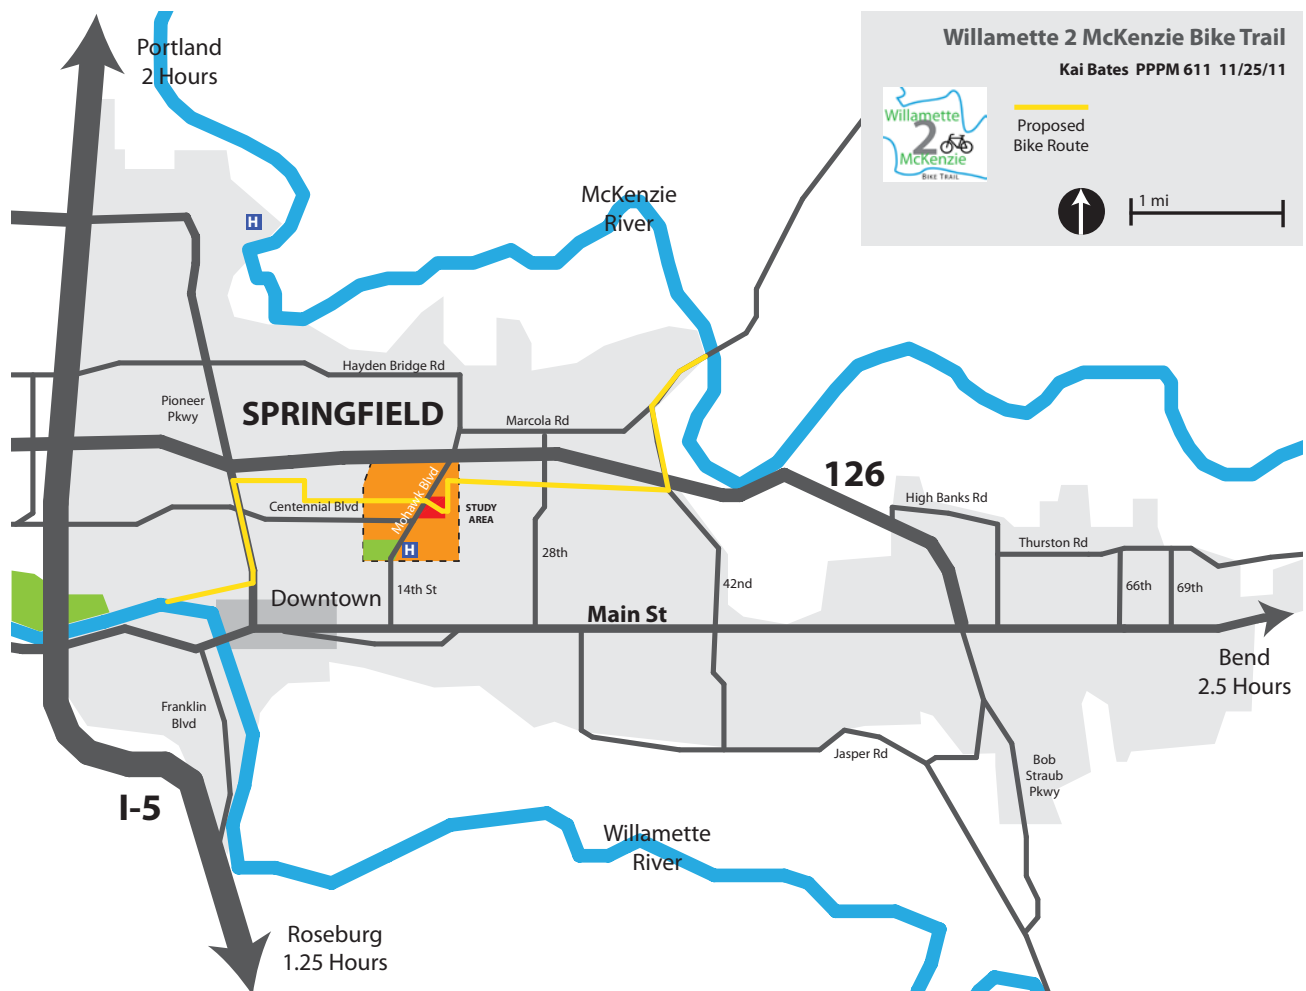 Portland
2 Hours
Willamette 2 McKenzie Bike Trail
Kai Bates PPPM 611 11/25/11
Willamette
2
McKenzie
BIKE TRAIL
Proposed
Bike Route
1 mi
H
McKenzie
River
Hayden Bridge Rd
Pioneer
Pkwy
SPRINGFIELD
Marcola Rd
126
Mohawk Blvd
High Banks Rd
Centennial Blvd
STUDY
AREA
Thurston Rd
H
28th
14th St
42nd
66th
69th
Downtown
Main St
Bend
2.5 Hours
Franklin
Blvd
Jasper Rd
Bob
Straub
Pkwy
I-5
Willamette
River
Roseburg
1.25 Hours